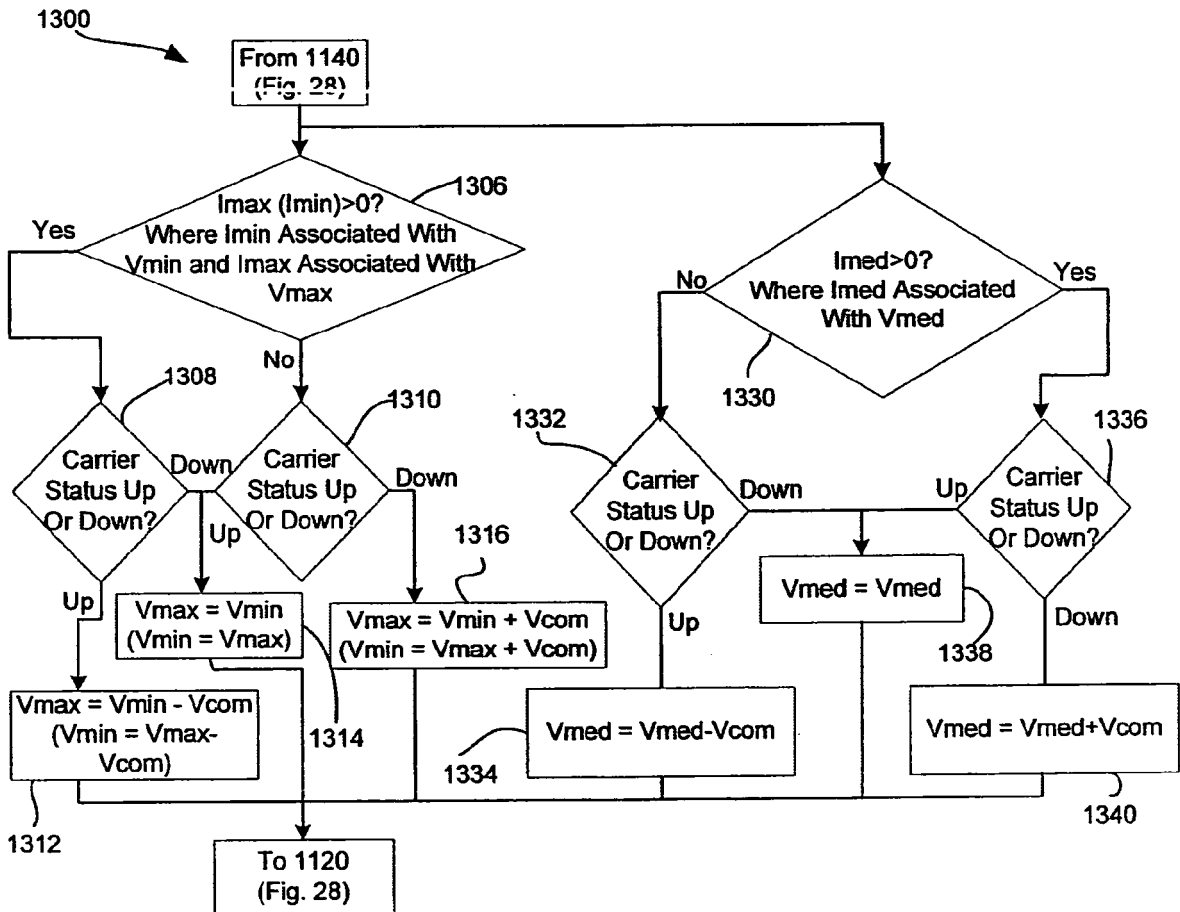 1300
From 1140
(Fig. 28)
1306
Imax (Imin)>0?
Where Imin Associated With
Vmin and Imax Associated With
Vmax
Yes
No
Imed>0?
Where Imed Associated
With Vmed
No
Yes
1330
1308
Carrier
Status Up
Or Down?
Down
Up
1310
Carrier
Status Up
Or Down?
Down
Up
1332
Carrier
Status Up
Or Down?
Down
Up
1336
Carrier
Status Up
Or Down?
Up
Down
1316
Vmax = Vmin
(Vmin = Vmax)
1314
Vmax = Vmin + Vcom
(Vmin = Vmax + Vcom)
Vmed = Vmed
1338
Vmax = Vmin - Vcom
(Vmin = Vmax-
Vcom)
1312
Vmed = Vmed-Vcom
1334
Vmed = Vmed+Vcom
1340
To 1120
(Fig. 28)